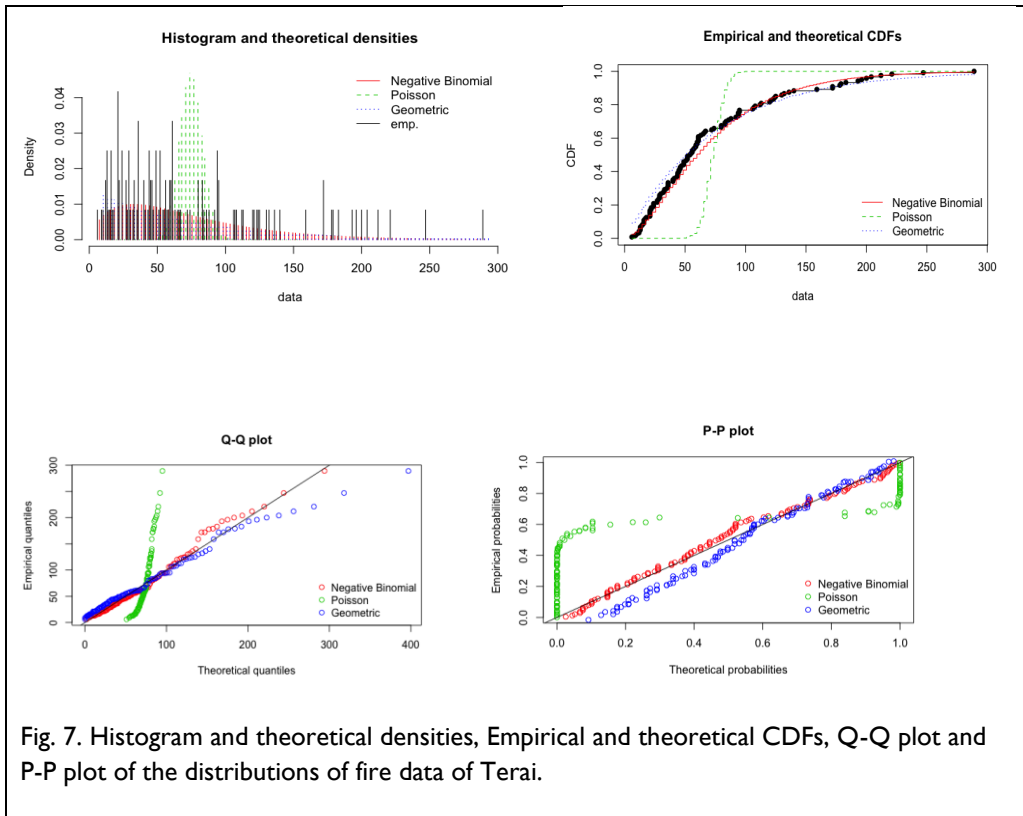 Histogram and theoretical densities
Negative Binomial
Poisson
Geometric
emp.
Density
0.04
0.03
0.02
0.01
0.00
0 50 100 150 200 250 300
data
Empirical and theoretical CDFs
CDF
1.0
0.8
0.6
0.4
0.2
0.0
Negative Binomial
Poisson
Geometric
0 50 100 150 200 250 300
data
Q-Q plot
Empirical quantiles
300
200
100
50
0
Negative Binomial
Poisson
Geometric
0 100 200 300 400
Theoretical quantiles
P-P plot
Empirical probabilities
1.0
0.8
0.6
0.4
0.2
0.0
Negative Binomial
Poisson
Geometric
0.0 0.2 0.4 0.6 0.8 1.0
Theoretical probabilities
Fig. 7. Histogram and theoretical densities, Empirical and theoretical CDFs, Q-Q plot and
P-P plot of the distributions of fire data of Terai.